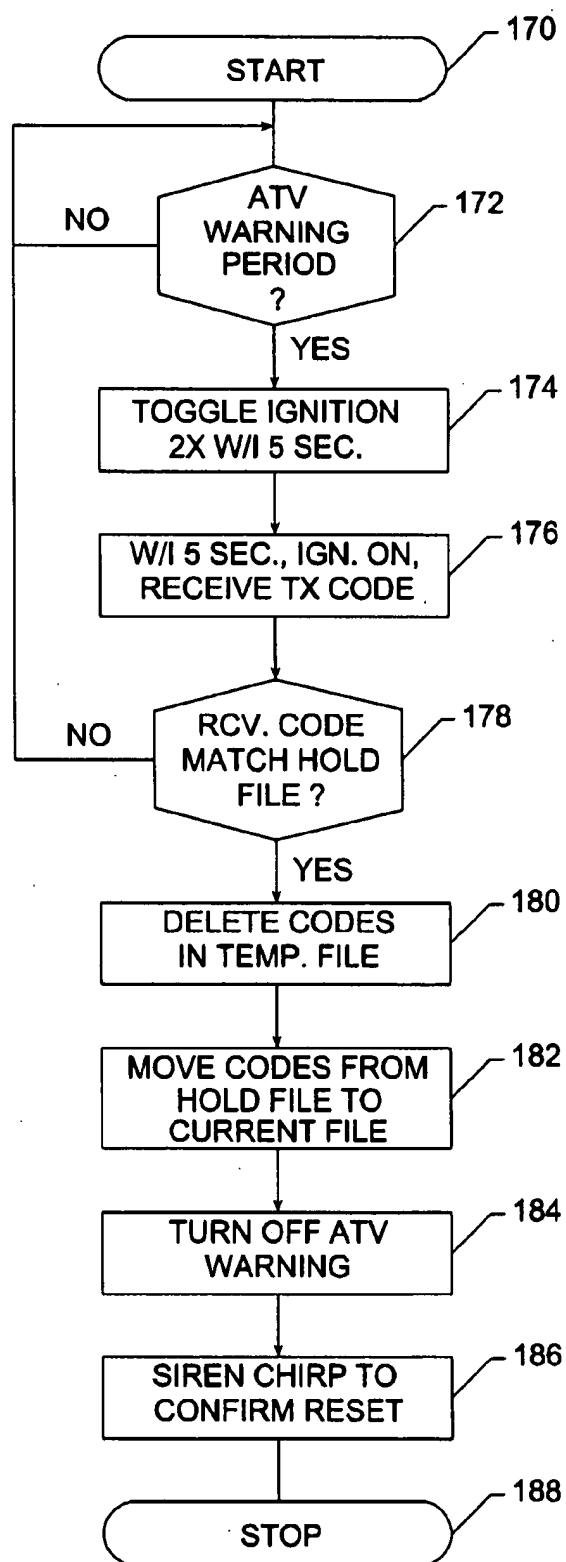 START
170
ATV
WARNING
PERIOD
?
172
NO
YES
TOGGLE IGNITION
2X W/I 5 SEC.
174
W/I 5 SEC., IGN. ON,
RECEIVE TX CODE
176
RCV. CODE
MATCH HOLD
FILE ?
178
NO
YES
DELETE CODES
IN TEMP. FILE
180
MOVE CODES FROM
HOLD FILE TO
CURRENT FILE
182
TURN OFF ATV
WARNING
184
SIREN CHIRP TO
CONFIRM RESET
186
STOP
188